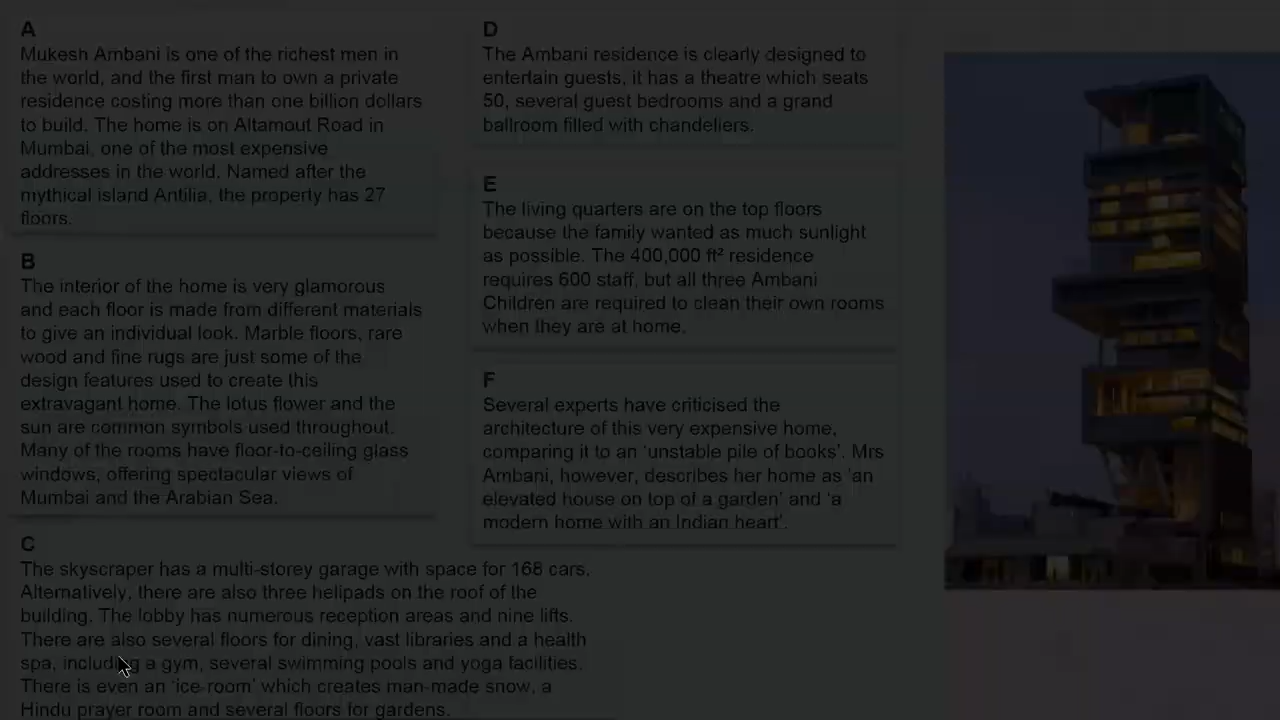 A
Mukesh Ambani is one of the richest men in
the world, and the first man to own a private
residence costing more than one billion dollars
to build. The home is on Altamout Road in
Mumbai, one of the most expensive
addresses in the world. Named after the
mythical island Antilia, the property has 27
floors.
B
The interior of the home is very glamorous
and each floor is made from different materials
to give an individual look. Marble floors, rare
wood and fine rugs are just some of the
design features used to create this
extravagant home. The lotus flower and the
sun are common symbols used throughout.
Many of the rooms have floor-to-ceiling glass
windows, offering spectacular views of
Mumbai and the Arabian Sea.
C
The skyscraper has a multi-storey garage with space for 168 cars.
Alternatively, there are also three helipads on the roof of the
building. The lobby has numerous reception areas and nine lifts.
There are also several floors for dining, vast libraries and a health
spa, including a gym, several swimming pools and yoga facilities.
There is even an ‘ice room’ which creates man-made snow, a
Hindu prayer room and several floors for gardens.
D
The Ambani residence is clearly designed to
entertain guests, it has a theatre which seats
50, several guest bedrooms and a grand
ballroom filled with chandeliers.
E
The living quarters are on the top floors
because the family wanted as much sunlight
as possible. The 400,000 ft² residence
requires 600 staff, but all three Ambani
Children are required to clean their own rooms
when they are at home.
F
Several experts have criticised the
architecture of this very expensive home,
comparing it to an ‘unstable pile of books’. Mrs
Ambani, however, describes her home as ‘an
elevated house on top of a garden’ and ‘a
modern home with an Indian heart’.